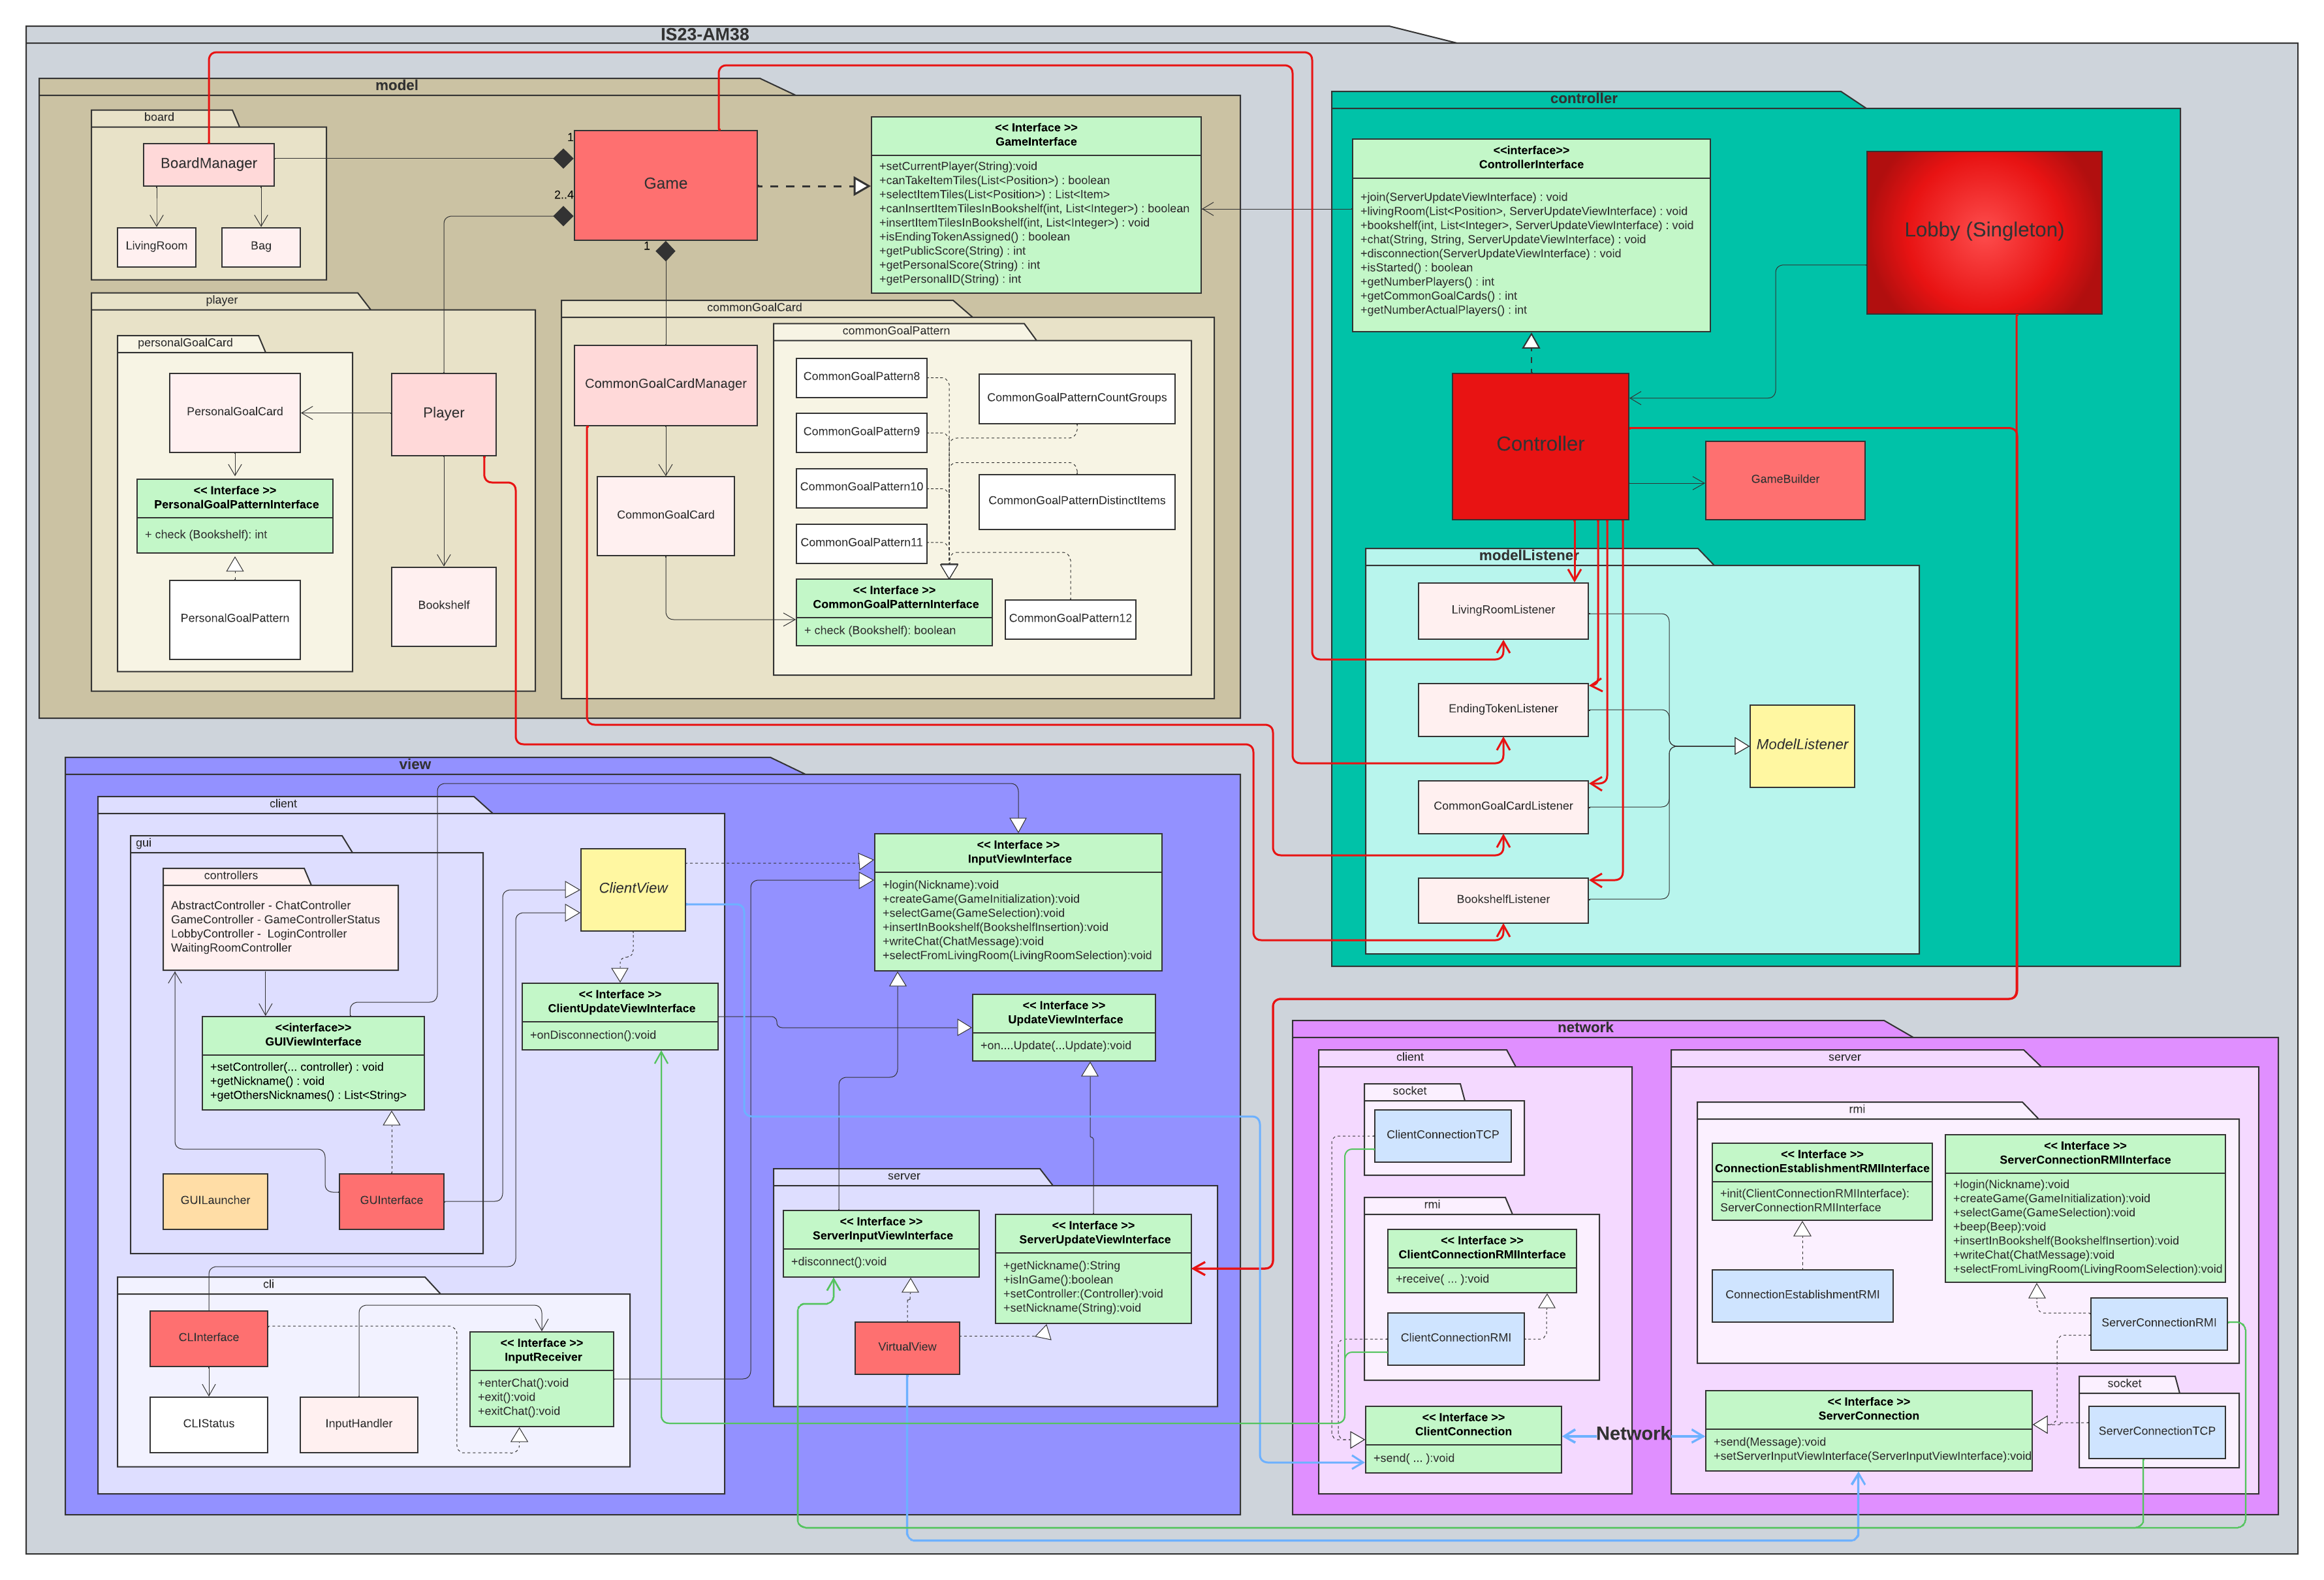 IS23-AM38
model
board
BoardManager
LivingRoom
Bag
1
2..4
1
Game
<< Interface >>
GameInterface
+setCurrentPlayer(String):void
+canTakeItemTiles(List<Position>) : boolean
+selectItemTiles(List<Position>) : List<Item>
+canInsertItemTilesInBookshelf(int, List<Integer>) : boolean
+insertItemTilesInBookshelf(int, List<Integer>) : void
+isEndingTokenAssigned() : boolean
+getPublicScore(String) : int
+getPersonalScore(String) : int
+getPersonalID(String) : int
player
personalGoalCard
PersonalGoalCard
<< Interface >>
PersonalGoalPatternInterface
+ check (Bookshelf): int
PersonalGoalPattern
Player
Bookshelf
commonGoalCard
CommonGoalCardManager
CommonGoalCard
commonGoalPattern
CommonGoalPattern8
CommonGoalPattern9
CommonGoalPattern10
CommonGoalPattern11
CommonGoalPatternCountGroups
CommonGoalPatternDistinctItems
<< Interface >>
CommonGoalPatternInterface
+ check (Bookshelf): boolean
CommonGoalPattern12
controller
<<interface>>
ControllerInterface
+join(ServerUpdateViewInterface) : void
+livingRoom(List<Position>, ServerUpdateViewInterface) : void
+bookshelf(int, List<Integer>, ServerUpdateViewInterface) : void
+chat(String, String, ServerUpdateViewInterface) : void
+disconnection(ServerUpdateViewInterface) : void
+isStarted() : boolean
+getNumberPlayers() : int
+getCommonGoalCards() : int
+getNumberActualPlayers() : int
Lobby (Singleton)
Controller
GameBuilder
modelListener
LivingRoomListener
EndingTokenListener
CommonGoalCardListener
BookshelfListener
ModelListener
view
client
gui
controllers
AbstractController - ChatController
GameController - GameControllerStatus
LobbyController -  LoginController
WaitingRoomController
<<interface>>
GUIViewInterface
+setController(... controller) : void
+getNickname() : void
+getOthersNicknames() : List<String>
GUILauncher
GUInterface
ClientView
<< Interface >>
ClientUpdateViewInterface
+onDisconnection():void
cli
CLInterface
CLIStatus
InputHandler
<< Interface >>
InputReceiver
+enterChat():void
+exit():void
+exitChat():void
<< Interface >>
InputViewInterface
+login(Nickname):void
+createGame(GameInitialization):void
+selectGame(GameSelection):void
+insertInBookshelf(BookshelfInsertion):void
+writeChat(ChatMessage):void
+selectFromLivingRoom(LivingRoomSelection):void
<< Interface >>
UpdateViewInterface
+on....Update(...Update):void
server
<< Interface >>
ServerInputViewInterface
+disconnect():void
<< Interface >>
ServerUpdateViewInterface
+getNickname():String
+isInGame():boolean
+setController:(Controller):void
+setNickname(String):void
VirtualView
network
client
socket
ClientConnectionTCP
rmi
<< Interface >>
ClientConnectionRMIInterface
+receive( ... ):void
ClientConnectionRMI
<< Interface >>
ClientConnection
+send( ... ):void
Network
server
rmi
<< Interface >>
ConnectionEstablishmentRMIInterface
+init(ClientConnectionRMIInterface):
ServerConnectionRMIInterface
ConnectionEstablishmentRMI
<< Interface >>
ServerConnectionRMIInterface
+login(Nickname):void
+createGame(GameInitialization):void
+selectGame(GameSelection):void
+beep(Beep):void
+insertInBookshelf(BookshelfInsertion):void
+writeChat(ChatMessage):void
+selectFromLivingRoom(LivingRoomSelection):void
ServerConnectionRMI
socket
ServerConnectionTCP
<< Interface >>
ServerConnection
+send(Message):void
+setServerInputViewInterface(ServerInputViewInterface):void